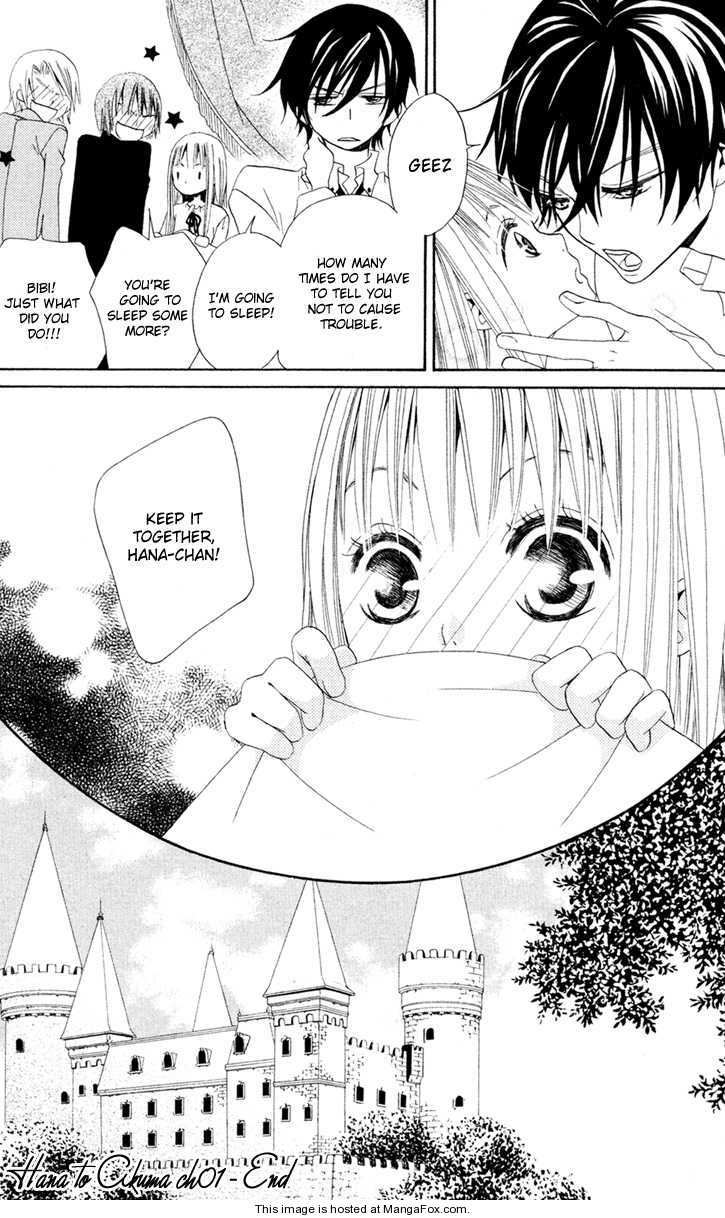 GEEZ
HOW MANY
TIMES DO I HAVE
TO TELL YOU
NOT TO CAUSE
TROUBLE.
I'M GOING
TO SLEEP!
YOU'RE
GOING TO
SLEEP SOME
MORE?
BIBI!
JUST WHAT
DID YOU
DO!!!
KEEP IT
TOGETHER,
HANA-CHAN!
Hana to Akuma ch01 - End
This image is hosted at MangaFox.com.